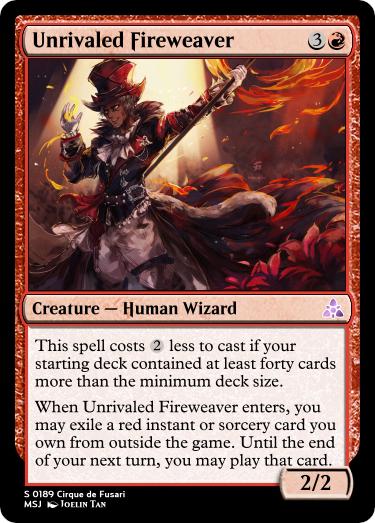 Unrivaled Fireweaver 3
Creature — Human Wizard
This spell costs 2 less to cast if your
starting deck contained at least forty cards
more than the minimum deck size.
When Unrivaled Fireweaver enters, you
may exile a red instant or sorcery card you
own from outside the game. Until the end
of your next turn, you may play that card.
2/2
S 0189 Cirque de Fusari
MSJ Joelin Tan